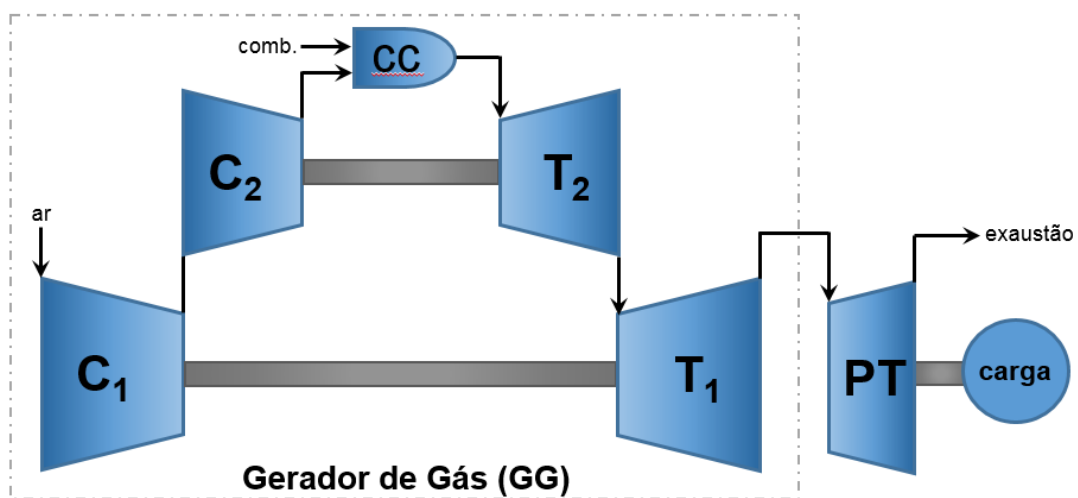 comb.
CC
C₂
T₂
ar
exaustão
C₁
T₁
PT
carga
Gerador de Gás (GG)